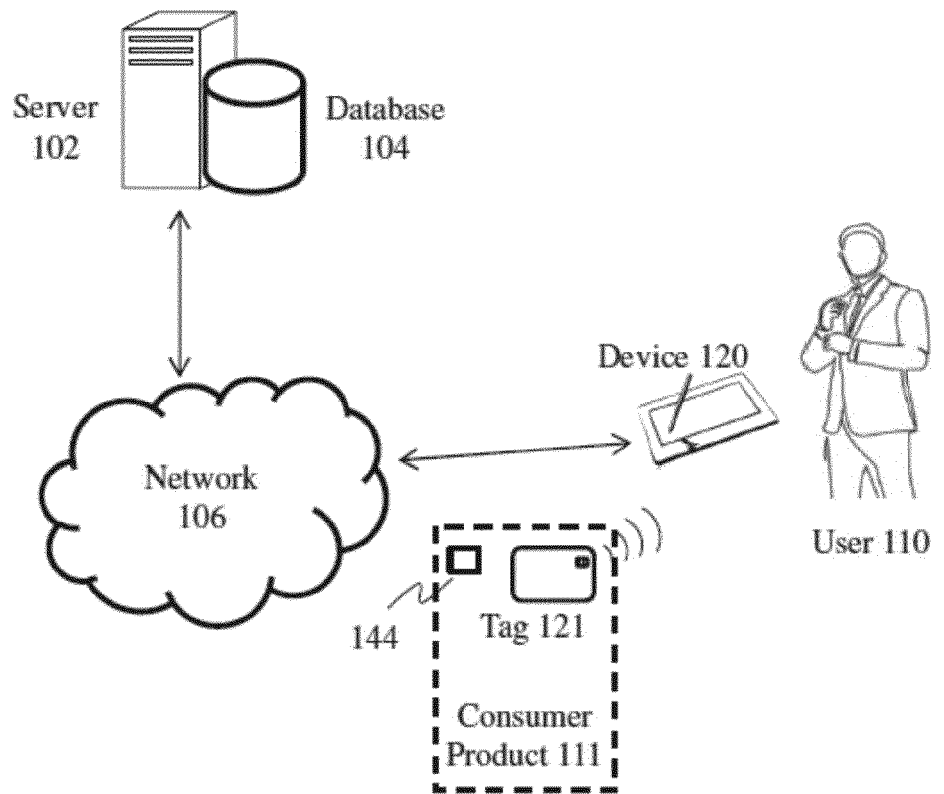 Server
102
Database
104
Device 120
Network
106
User 110
144
Tag 121
Consumer
Product 111